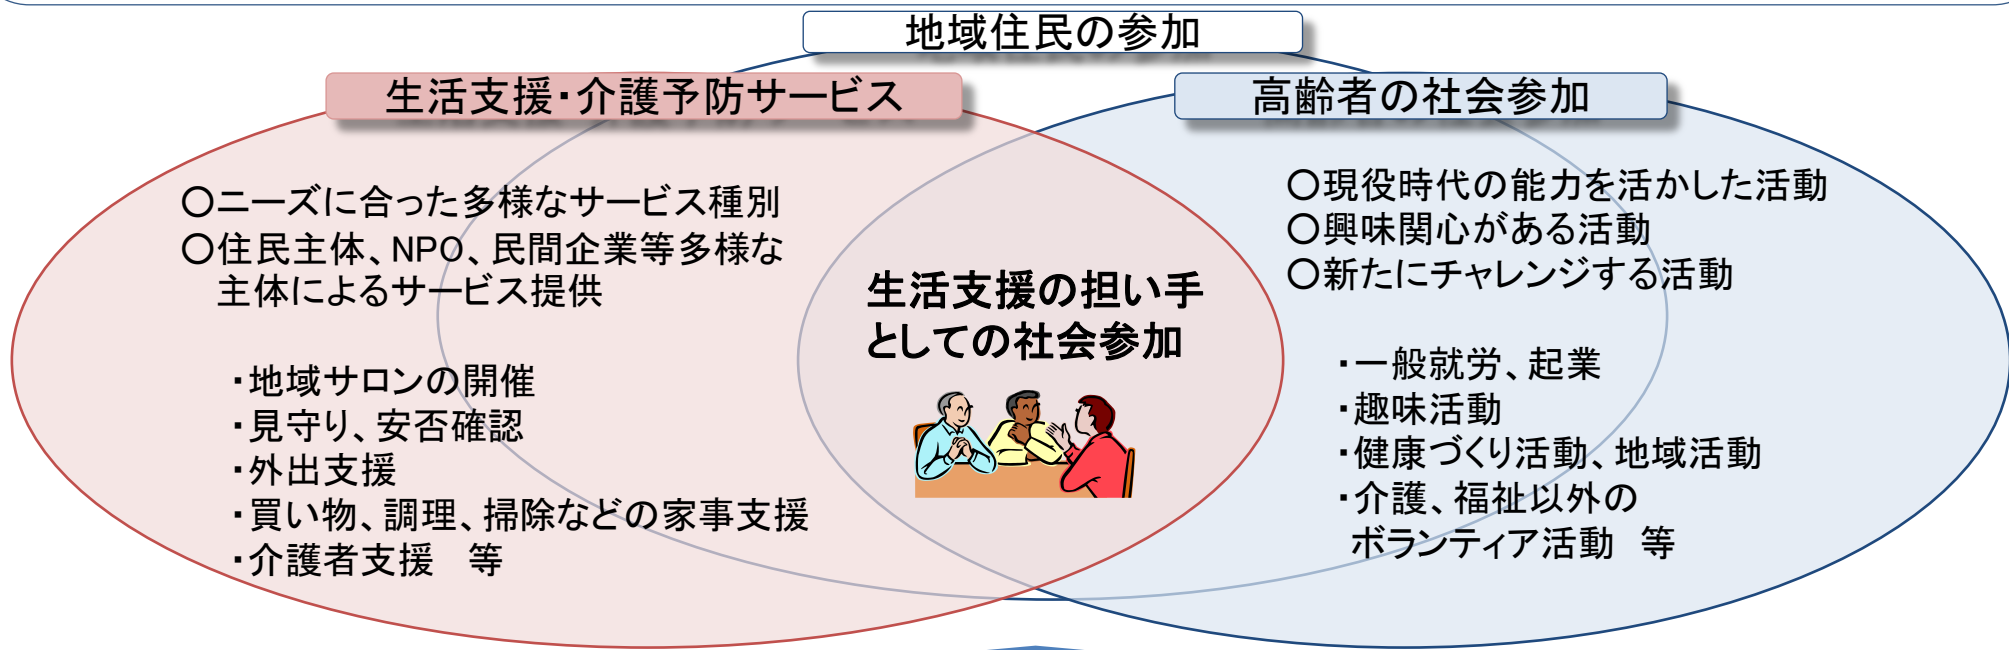 地域住民の参加
生活支援・介護予防サービス
○ニーズに合った多様なサービス種別
○住民主体、NPO、民間企業等多様な
主体によるサービス提供
・地域サロンの開催
・見守り、安否確認
・外出支援
・買い物、調理、掃除などの家事支援
・介護者支援　等
生活支援の担い手
としての社会参加
高齢者の社会参加
○現役時代の能力を活かした活動
○興味関心がある活動
○新たにチャレンジする活動
・一般就労、起業
・趣味活動
・健康づくり活動、地域活動
・介護、福祉以外の
ボランティア活動　等